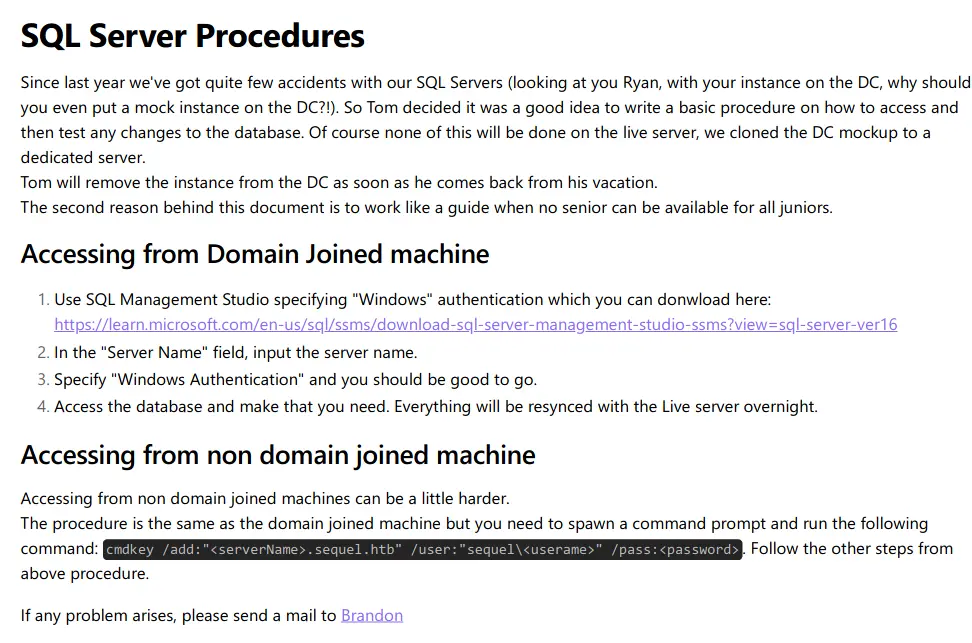 SQL Server Procedures
Since last year we've got quite few accidents with our SQL Servers (looking at you Ryan, with your instance on the DC, why should
you even put a mock instance on the DC?!). So Tom decided it was a good idea to write a basic procedure on how to access and
then test any changes to the database. Of course none of this will be done on the live server, we cloned the DC mockup to a
dedicated server.
Tom will remove the instance from the DC as soon as he comes back from his vacation.
The second reason behind this document is to work like a guide when no senior can be available for all juniors.
Accessing from Domain Joined machine
1. Use SQL Management Studio specifying "Windows" authentication which you can donwload here:
https://learn.microsoft.com/en-us/sql/ssms/download-sql-server-management-studio-ssms?view=sql-server-ver16
2. In the "Server Name" field, input the server name.
3. Specify "Windows Authentication" and you should be good to go.
4. Access the database and make that you need. Everything will be resynced with the Live server overnight.
Accessing from non domain joined machine
Accessing from non domain joined machines can be a little harder.
The procedure is the same as the domain joined machine but you need to spawn a command prompt and run the following
command: cmdkey /add:"<serverName>.sequel.htb" /user:"sequel\<userame>" /pass:<password>. Follow the other steps from
above procedure.
If any problem arises, please send a mail to Brandon